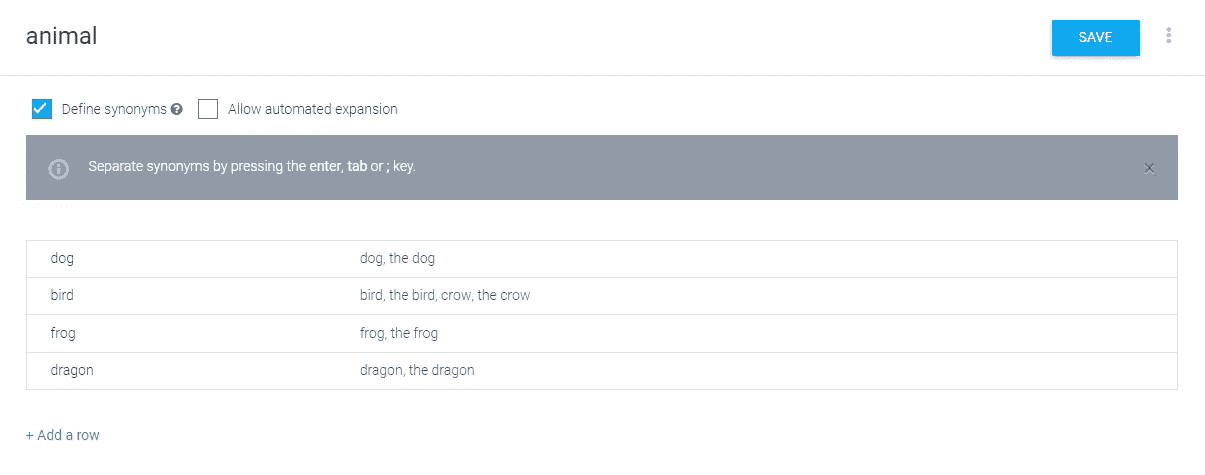 animal
SAVE
Define synonyms ? Allow automated expansion
Separate synonyms by pressing the enter, tab or ; key.
dog dog, the dog
bird bird, the bird, crow, the crow
frog frog, the frog
dragon dragon, the dragon
+ Add a row